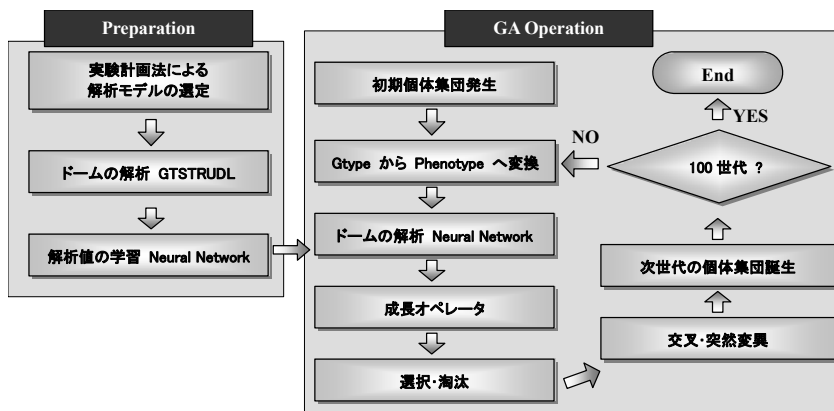 Preparation
実験計画法による
解析モデルの選定
ドームの解析 GTSTRUDL
解析値の学習 Neural Network
GA Operation
初期個体集団発生
Gtype から Phenotype へ変換
ドームの解析 Neural Network
成長オペレータ
選択・淘汰
交叉・突然変異
次世代の個体集団誕生
100 世代 ?
NO
YES
End